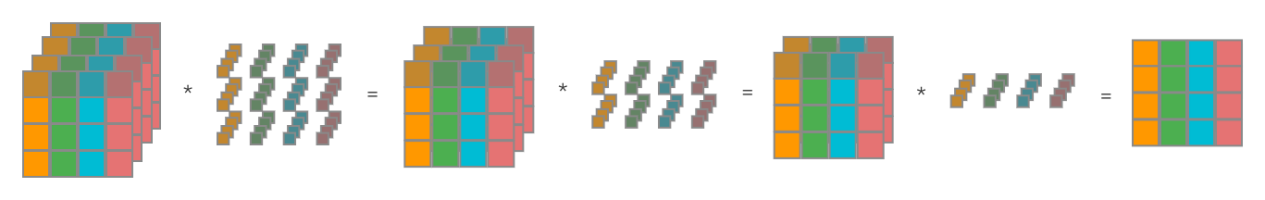 * = * = * =